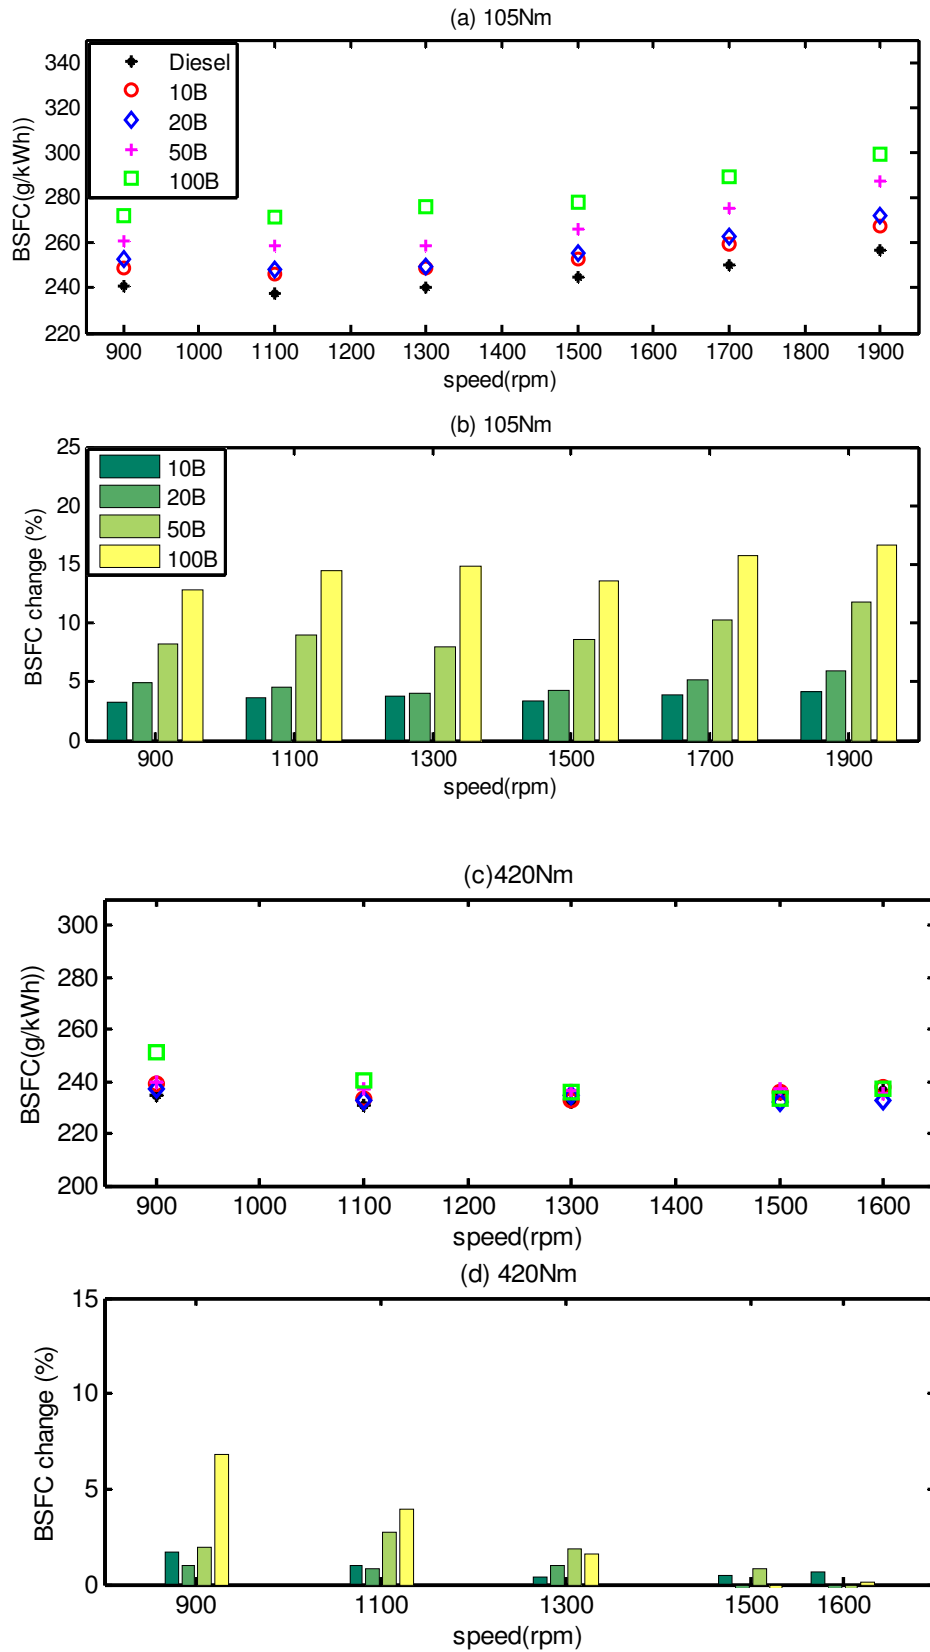 (a) 105Nm
340
320
300
280
260
240
220
BSFC(g/kWh))
Diesel
10B
20B
50B
100B
900 1000 1100 1200 1300 1400 1500 1600 1700 1800 1900
speed(rpm)
(b) 105Nm
25
20
15
10
5
0
BSFC change (%)
10B
20B
50B
100B
900 1100 1300 1500 1700 1900
speed(rpm)
(c)420Nm
300
280
260
240
220
200
BSFC(g/kWh))
900 1000 1100 1200 1300 1400 1500 1600
speed(rpm)
(d) 420Nm
15
10
5
0
BSFC change (%)
900 1100 1300 1500 1600
speed(rpm)